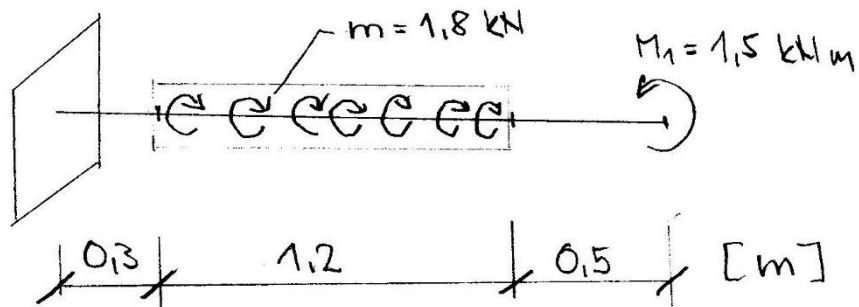 m = 1,8 kN
M₁ = 1,5 kNm
0,3 1,2 0,5 [m]